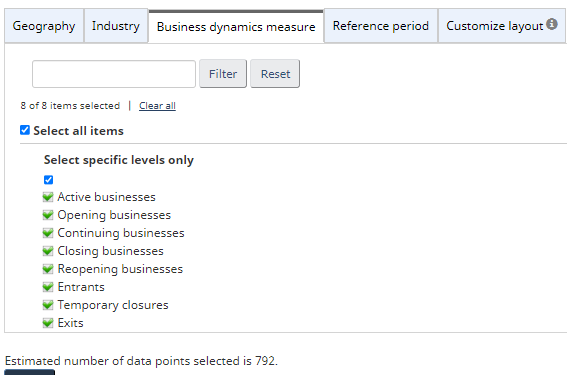 Geography Industry Business dynamics measure Reference period Customize layout
Filter Reset
8 of 8 items selected | Clear all
Select all items
Select specific levels only
Active businesses
Opening businesses
Continuing businesses
Closing businesses
Reopening businesses
Entrants
Temporary closures
Exits
Estimated number of data points selected is 792.